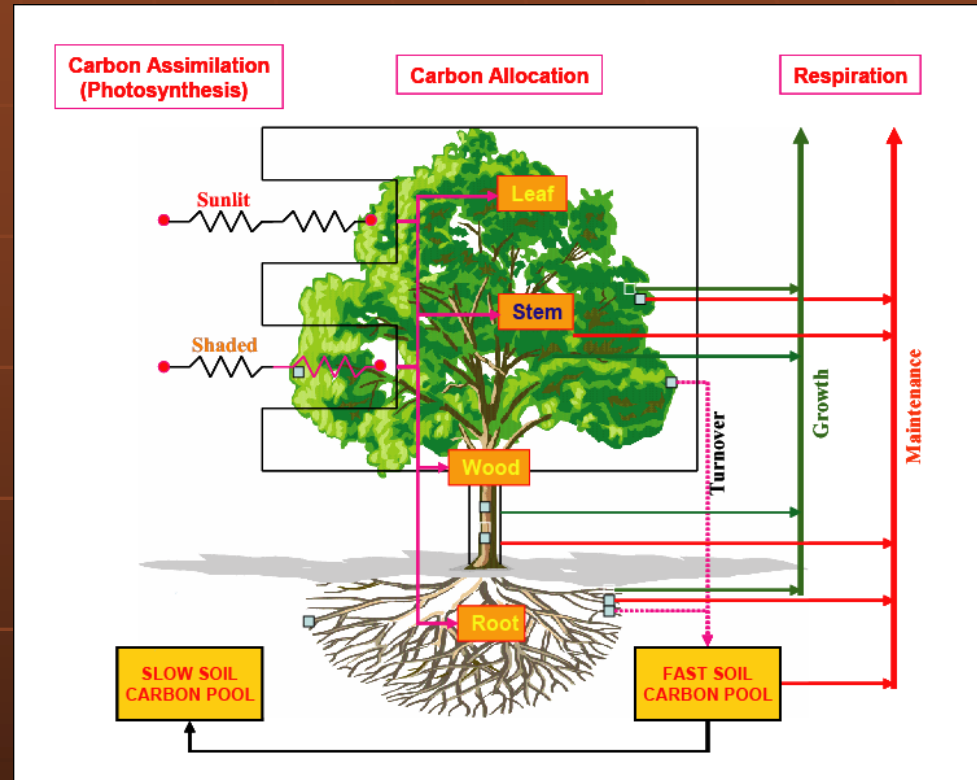 Carbon Assimilation
(Photosynthesis)
Carbon Allocation
Respiration
Sunlit
Leaf
Stem
Shaded
Growth
Maintenance
Turnover
Wood
Root
SLOW SOIL
CARBON POOL
FAST SOIL
CARBON POOL